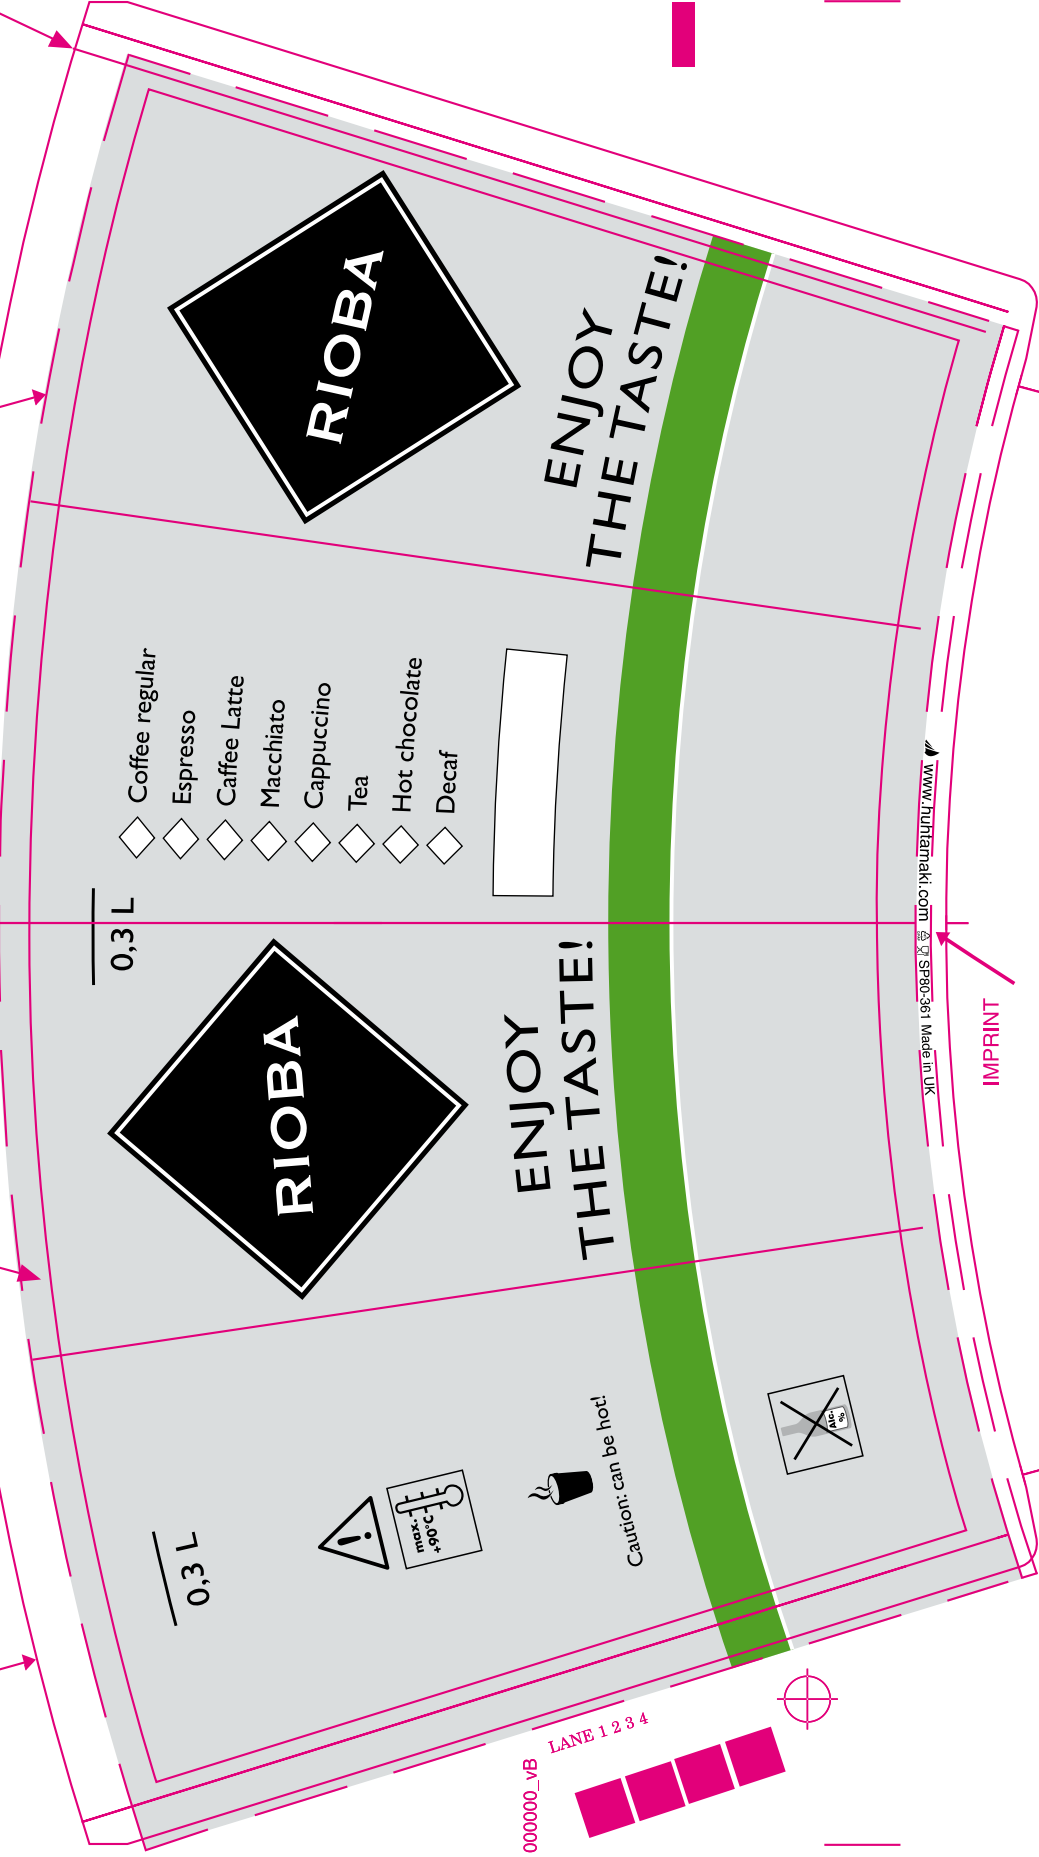 RIOBA
ENJOY
THE TASTE!
Coffee regular
Espresso
Caffee Latte
Macchiato
Cappuccino
Tea
Hot chocolate
Decaf
0,3 L
RIOBA
ENJOY
THE TASTE!
www.huhtamaki.com
SP80-361 Made in UK
IMPRINT
0,3 L
max.
+90°C
Caution: can be hot!
Alc.
%
LANE 1 2 3 4
000000_vB